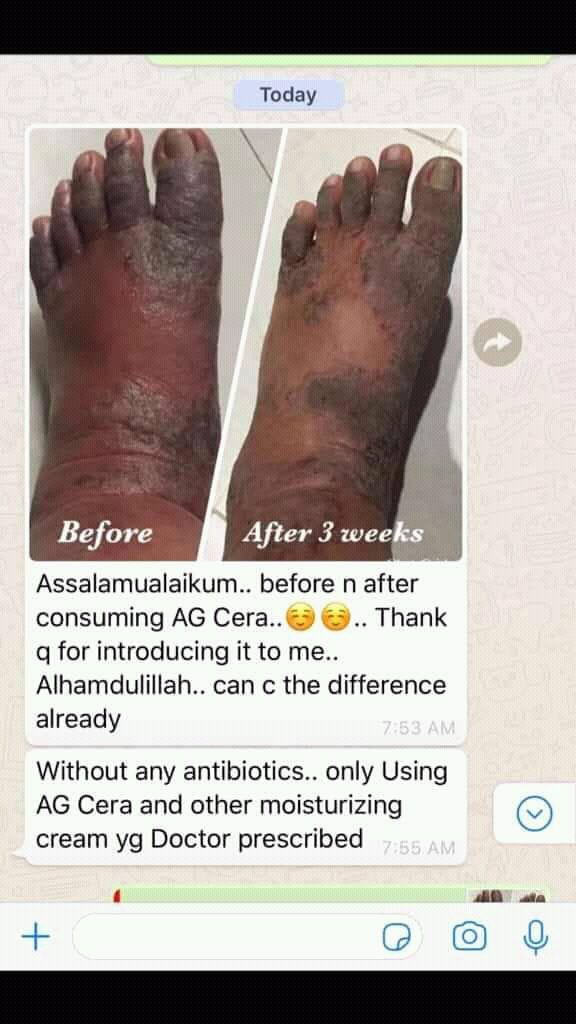 Today
Before
After 3 weeks
Assalamualaikum.. before n after
consuming AG Cera..☺️☺️.. Thank
q for introducing it to me..
Alhamdulillah.. can c the difference
already
7:53 AM
Without any antibiotics.. only Using
AG Cera and other moisturizing
cream yg Doctor prescribed
7:55 AM